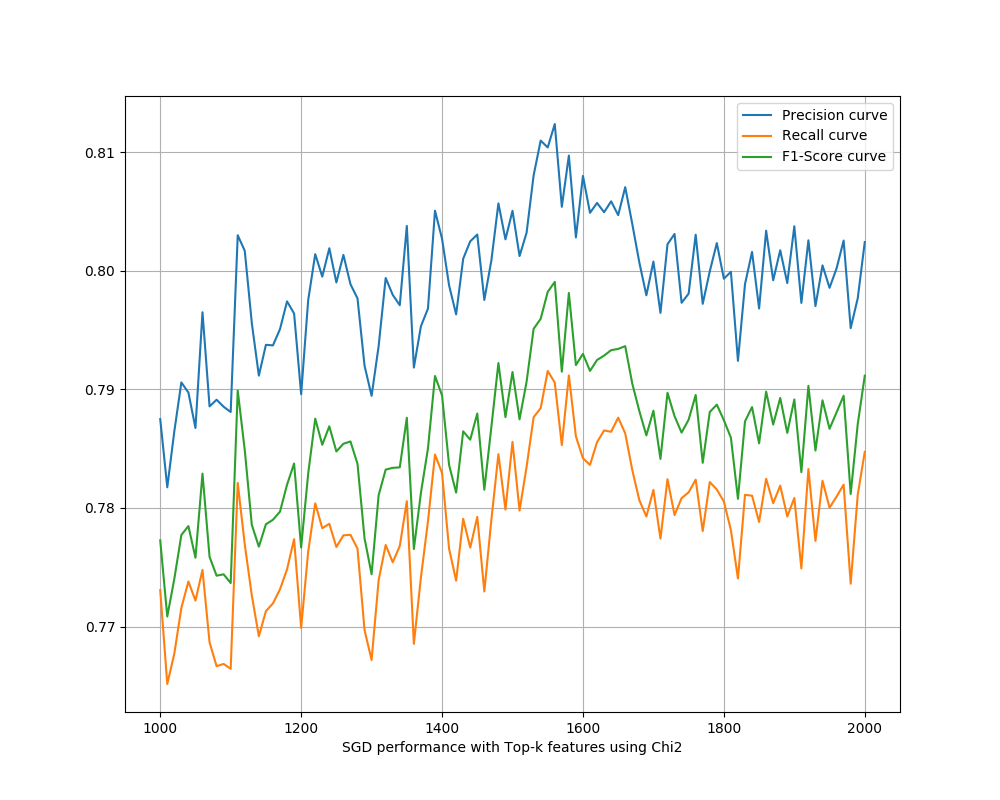 Precision curve
Recall curve
F1-Score curve
0.81
0.80
0.79
0.78
0.77
1000 1200 1400 1600 1800 2000
SGD performance with Top-k features using Chi2